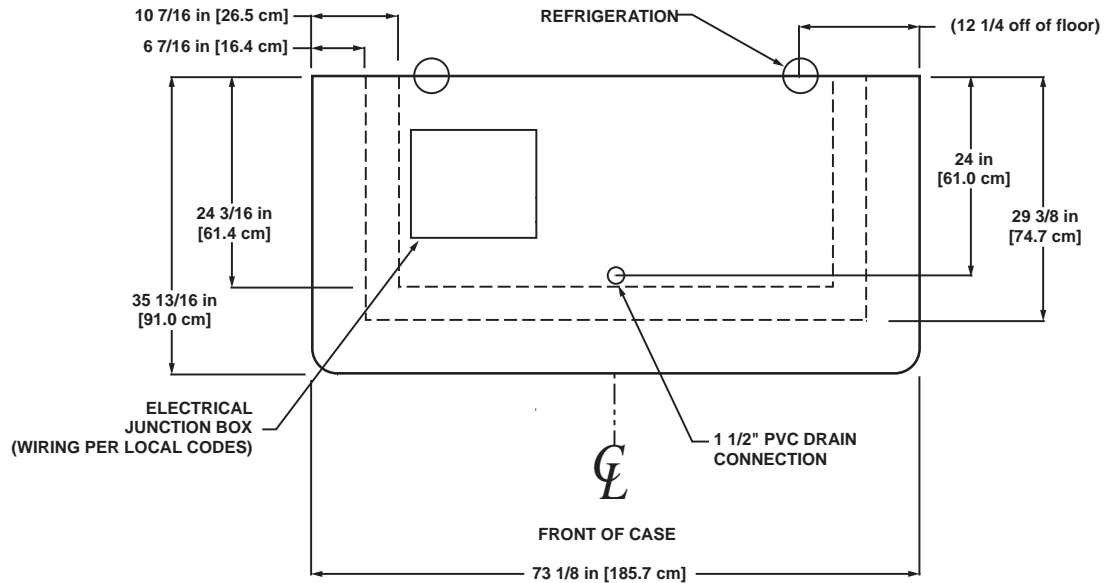 10 7/16 in [26.5 cm]
REFRIGERATION
(12 1/4 off of floor)
6 7/16 in [16.4 cm]
24 in
[61.0 cm]
24 3/16 in
[61.4 cm]
29 3/8 in
[74.7 cm]
35 13/16 in
[91.0 cm]
ELECTRICAL
JUNCTION BOX
(WIRING PER LOCAL CODES)
1 1/2" PVC DRAIN
CONNECTION
CL
FRONT OF CASE
73 1/8 in [185.7 cm]